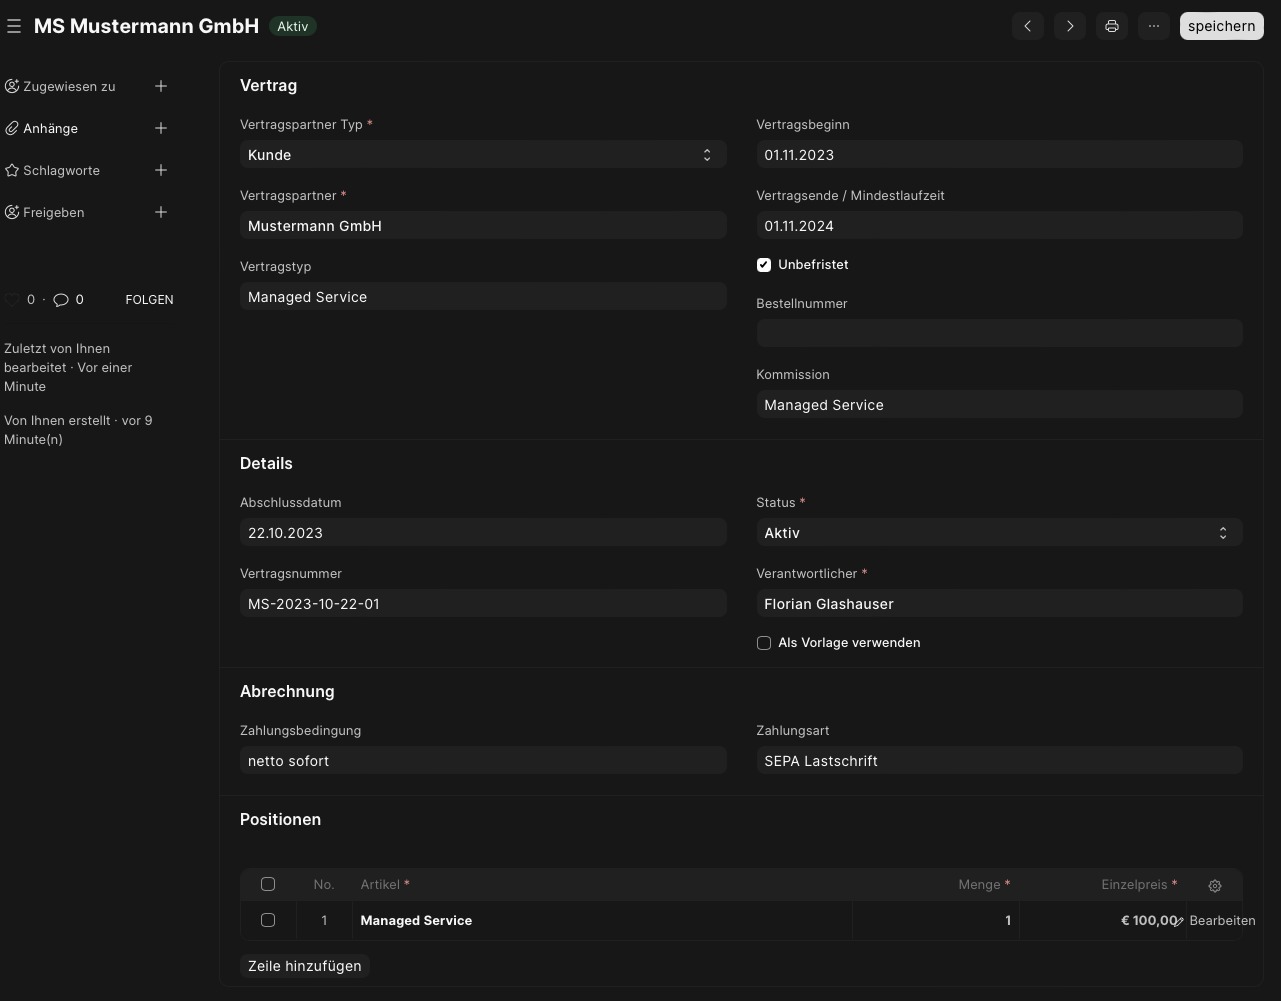 MS Mustermann GmbH Aktiv ··· speichern
Zugewiesen zu
Anhänge
Schlagworte
Freigeben
0 · 0 FOLGEN
Zuletzt von Ihnen
bearbeitet · Vor einer
Minute
Von Ihnen erstellt · vor 9
Minute(n)
Vertrag
Vertragspartner Typ *
Kunde
Vertragspartner *
Mustermann GmbH
Vertragstyp
Managed Service
Vertragsbeginn
01.11.2023
Vertragsende / Mindestlaufzeit
01.11.2024
Unbefristet
Bestellnummer
Kommission
Managed Service
Details
Abschlussdatum
22.10.2023
Vertragsnummer
MS-2023-10-22-01
Status *
Aktiv
Verantwortlicher *
Florian Glashauser
Als Vorlage verwenden
Abrechnung
Zahlungsbedingung
netto sofort
Zahlungsart
SEPA Lastschrift
Positionen
No. Artikel * Menge * Einzelpreis *
1 Managed Service 1 € 100,00 Bearbeiten
Zeile hinzufügen